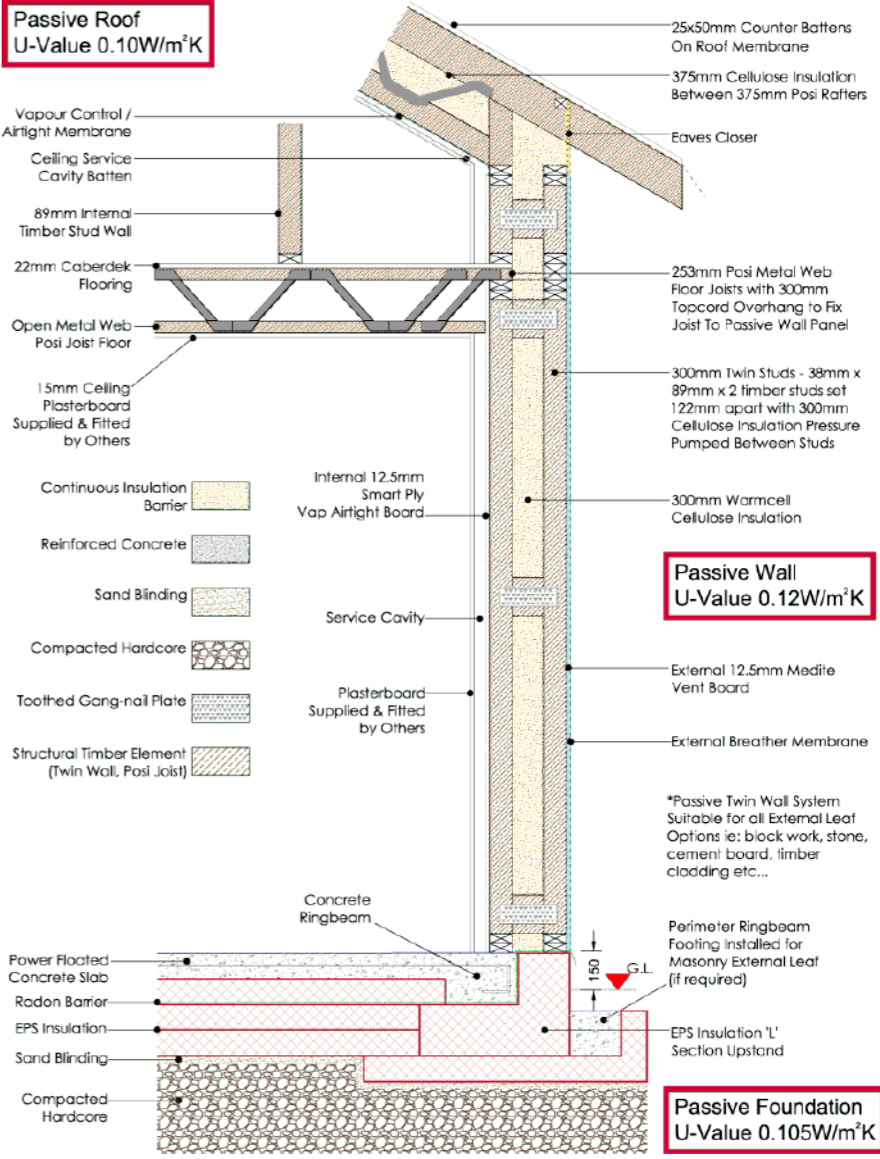 Passive Roof
U-Value 0.10W/m²K
25x50mm Counter Battens
On Roof Membrane
375mm Cellulose Insulation
Between 375mm Posi Rafters
Eaves Closer
Vapour Control /
Airtight Membrane
Ceiling Service
Cavity Batten
89mm Internal
Timber Stud Wall
22mm Caberdek
Flooring
Open Metal Web
Posi Joist Floor
15mm Ceiling
Plasterboard
Supplied & Fitted
by Others
253mm Posi Metal Web
Floor Joists with 300mm
Topcord Overhang to Fix
Joist To Passive Wall Panel
300mm Twin Studs - 38mm x
89mm x 2 timber studs set
122mm apart with 300mm
Cellulose Insulation Pressure
Pumped Between Studs
Internal 12.5mm
Smart Ply
Vap Airtight Board
300mm Warmcell
Cellulose Insulation
Continuous Insulation
Barrier
Reinforced Concrete
Sand Blinding
Compacted Hardcore
Toothed Gang-nail Plate
Structural Timber Element
(Twin Wall, Posi Joist)
Passive Wall
U-Value 0.12W/m²K
Service Cavity
Plasterboard
Supplied & Fitted
by Others
External 12.5mm Medite
Vent Board
External Breather Membrane
*Passive Twin Wall System
Suitable for all External Leaf
Options ie: block work, stone,
cement board, timber
cladding etc...
Concrete
Ringbeam
Perimeter Ringbeam
Footing Installed for
Masonry External Leaf
(if required)
150
G.L.
Power Floated
Concrete Slab
Radon Barrier
EPS Insulation
Sand Blinding
Compacted
Hardcore
EPS Insulation 'L'
Section Upstand
Passive Foundation
U-Value 0.105W/m²K